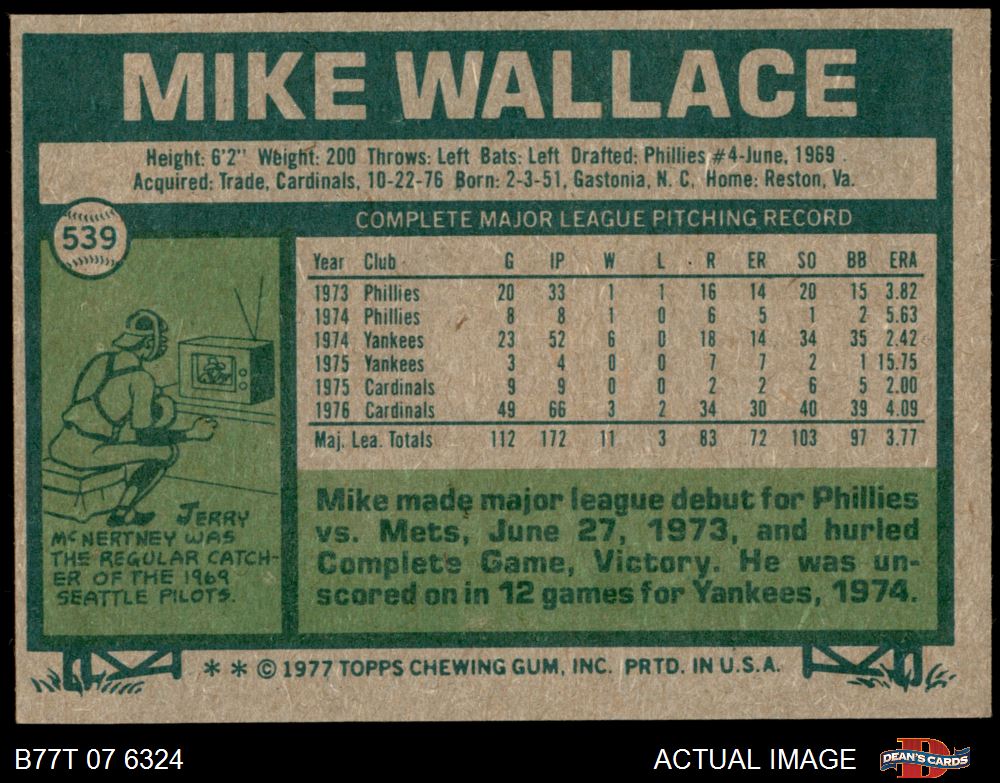 MIKE WALLACE
Height: 6'2" Weight: 200 Throws: Left Bats: Left Drafted: Phillies #4-June, 1969.
Acquired: Trade, Cardinals, 10-22-76 Born: 2-3-51, Gastonia, N. C. Home: Reston, Va.
539
COMPLETE MAJOR LEAGUE PITCHING RECORD
Year Club G IP W L R ER SO BB ERA
1973 Phillies 20 33 1 1 16 14 20 15 3.82
1974 Phillies 8 8 1 0 6 5 1 2 5.63
1974 Yankees 23 52 6 0 18 14 34 35 2.42
1975 Yankees 3 4 0 0 7 7 2 1 15.75
1975 Cardinals 9 9 0 0 2 2 6 5 2.00
1976 Cardinals 49 66 3 2 34 30 40 39 4.09
Maj. Lea. Totals 112 172 11 3 83 72 103 97 3.77
JERRY
McNERTNEY WAS
THE REGULAR CATCH-
ER OF THE 1969
SEATTLE PILOTS.
Mike made major league debut for Phillies
vs. Mets, June 27, 1973, and hurled
Complete Game, Victory. He was un-
scored on in 12 games for Yankees, 1974.
** © 1977 TOPPS CHEWING GUM, INC. PRTD. IN U.S.A.
B77T 07 6324
ACTUAL IMAGE
DEAN'S CARDS